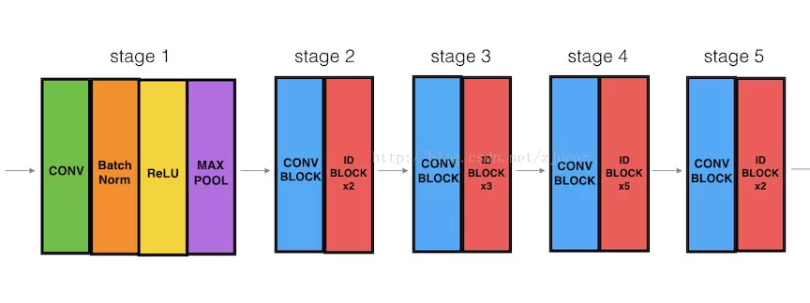 stage 1
stage 2
stage 3
stage 4
stage 5
CONV
Batch
Norm
ReLU
MAX
POOL
CONV
BLOCK
ID
BLOCK
x2
CONV
BLOCK
ID
BLOCK
x3
CONV
BLOCK
ID
BLOCK
x5
CONV
BLOCK
ID
BLOCK
x2